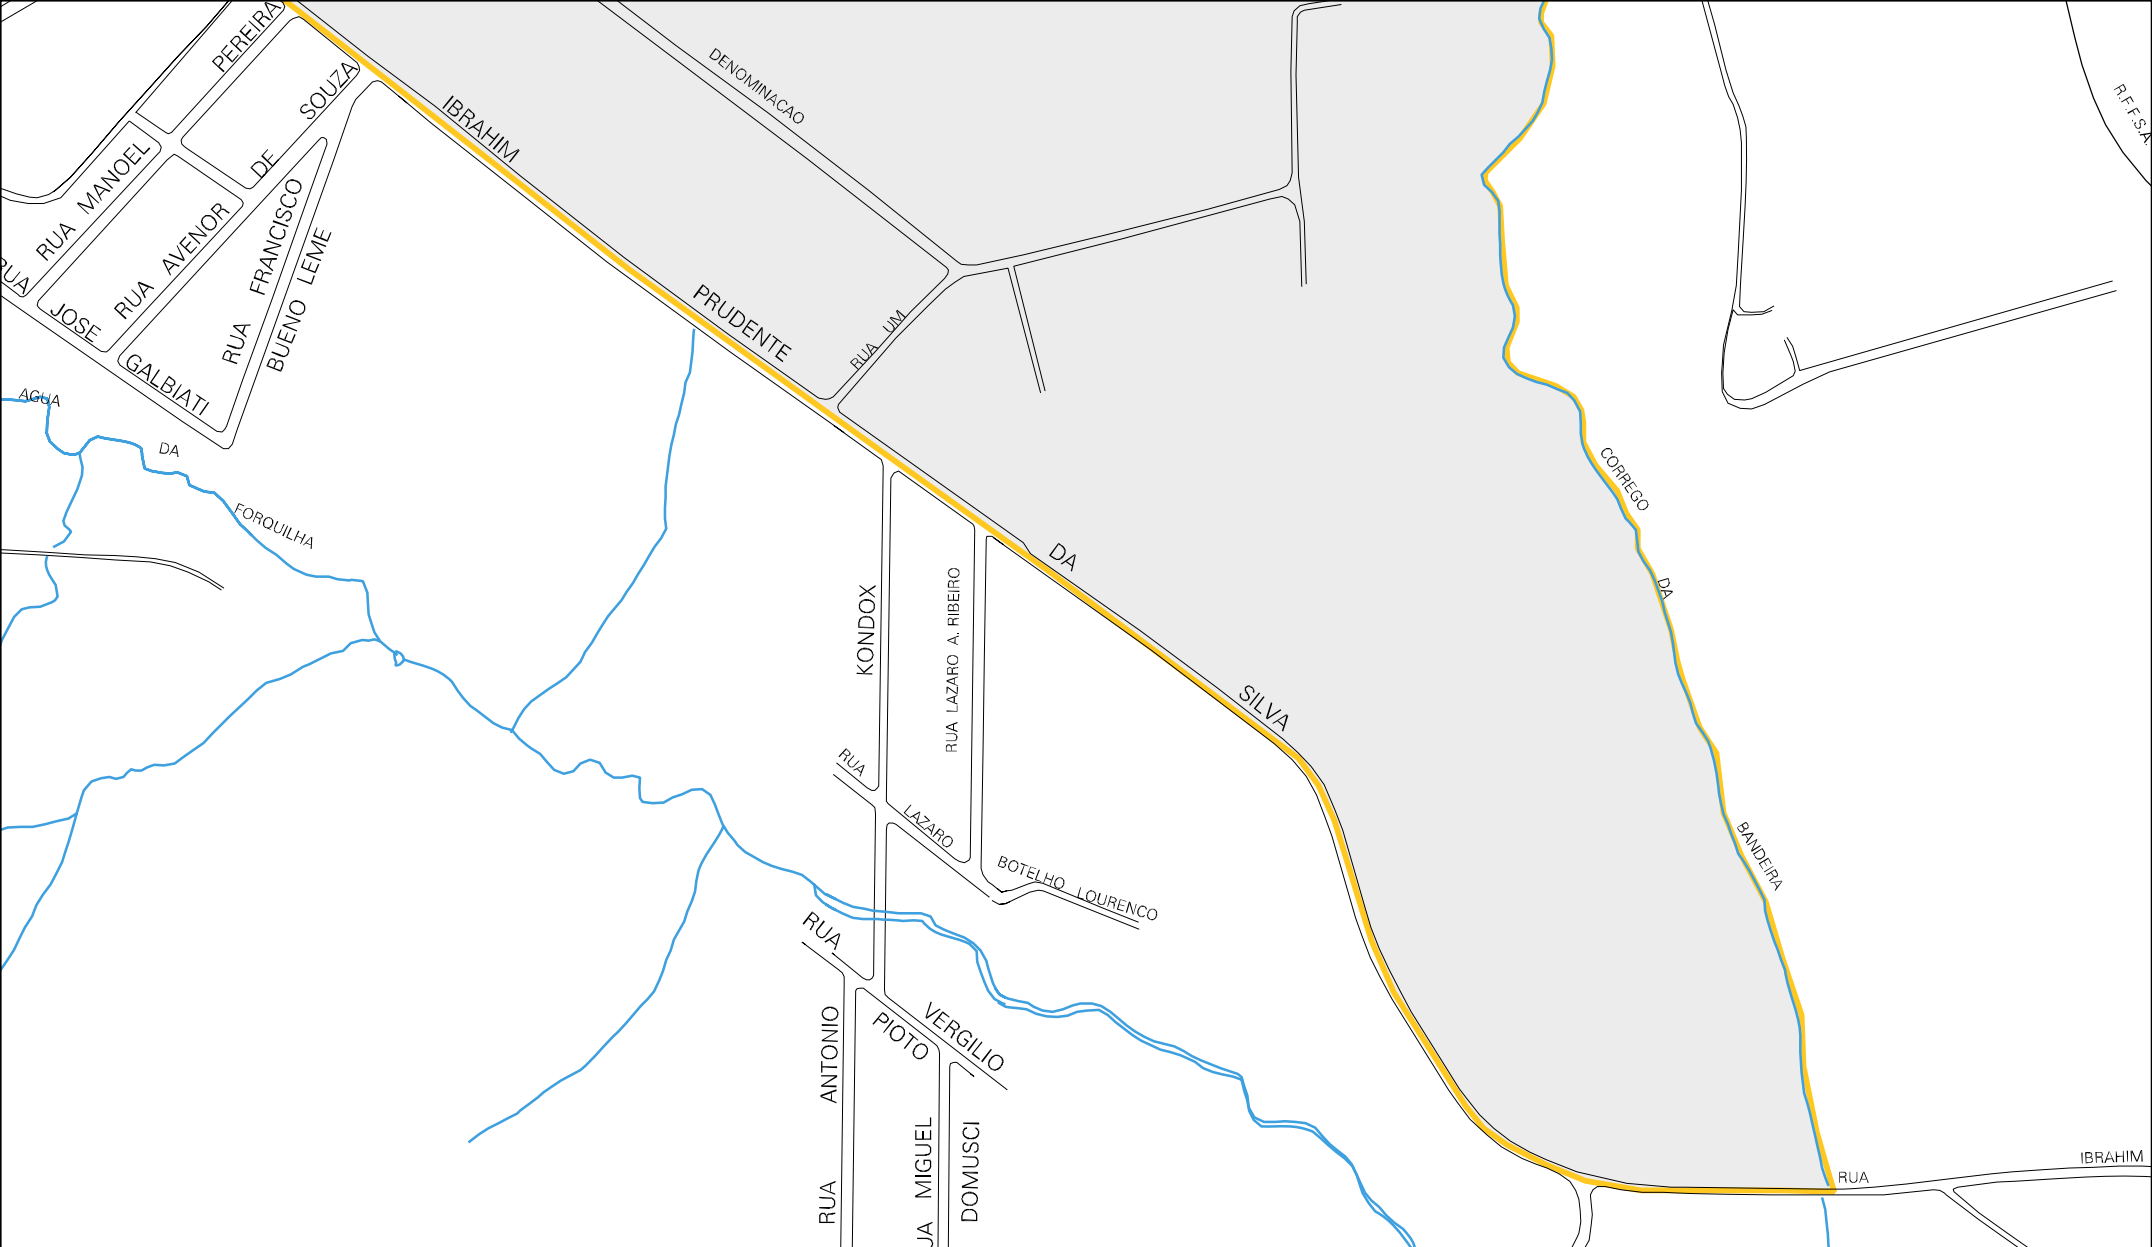 PEREIRA
RUA MANOEL
SOUZA
DE
RUA AVENOR
RUA FRANCISCO
BUENO LEME
RUA
JOSE
GALBIATI
IBRAHIM
PRUDENTE
DA
SILVA
DENOMINACAO
RUA UM
R.F.F.S.A.
AGUA
DA
FORQUILHA
CORREGO
DA
BANDEIRA
KONDOX
RUA LAZARO A. RIBEIRO
RUA
LAZARO
BOTELHO LOURENCO
RUA
VERGILIO
PIOTO
RUA ANTONIO
MIGUEL
DOMUSCI
RUA
IBRAHIM